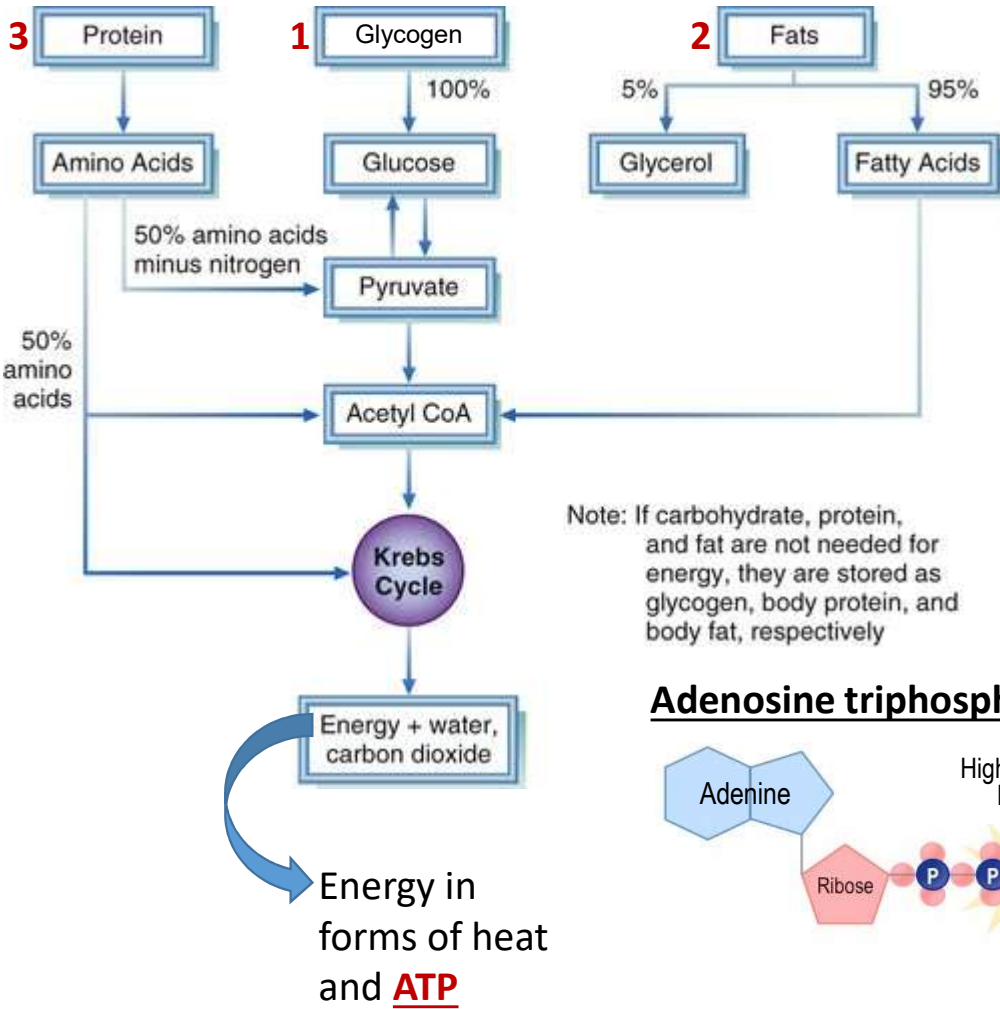 3
Protein
1
Glycogen
2
Fats
100%
5%
95%
Amino Acids
Glucose
Glycerol
Fatty Acids
50% amino acids
minus nitrogen
Pyruvate
50%
amino
acids
Acetyl CoA
Krebs
Cycle
Note: If carbohydrate, protein,
and fat are not needed for
energy, they are stored as
glycogen, body protein, and
body fat, respectively
Energy + water,
carbon dioxide
Adenosine triphosph
Adenine
High
Ribose
P
P
Energy in
forms of heat
and ATP